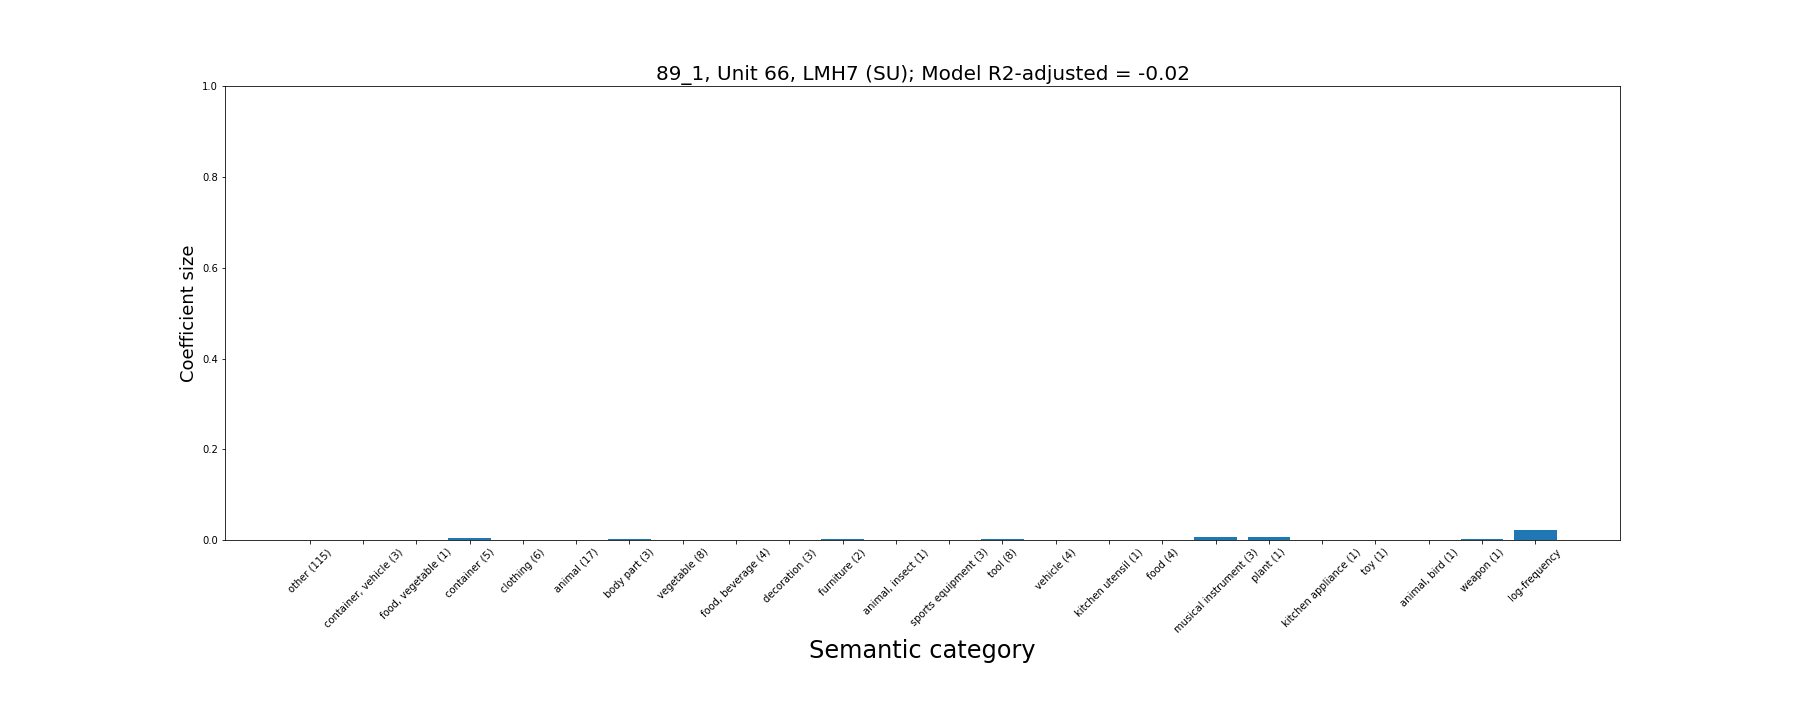 89_1, Unit 66, LMH7 (SU); Model R2-adjusted = -0.02
Coefficient size
1.0
0.8
0.6
0.4
0.2
0.0
other (115)
container, vehicle (3)
food, vegetable (1)
container (5)
clothing (6)
animal (17)
body part (3)
vegetable (8)
food, beverage (4)
decoration (3)
furniture (2)
animal, insect (1)
sports equipment (3)
tool (8)
vehicle (4)
kitchen utensil (1)
food (4)
musical instrument (3)
plant (1)
kitchen appliance (1)
toy (1)
animal, bird (1)
weapon (1)
log-frequency
Semantic category